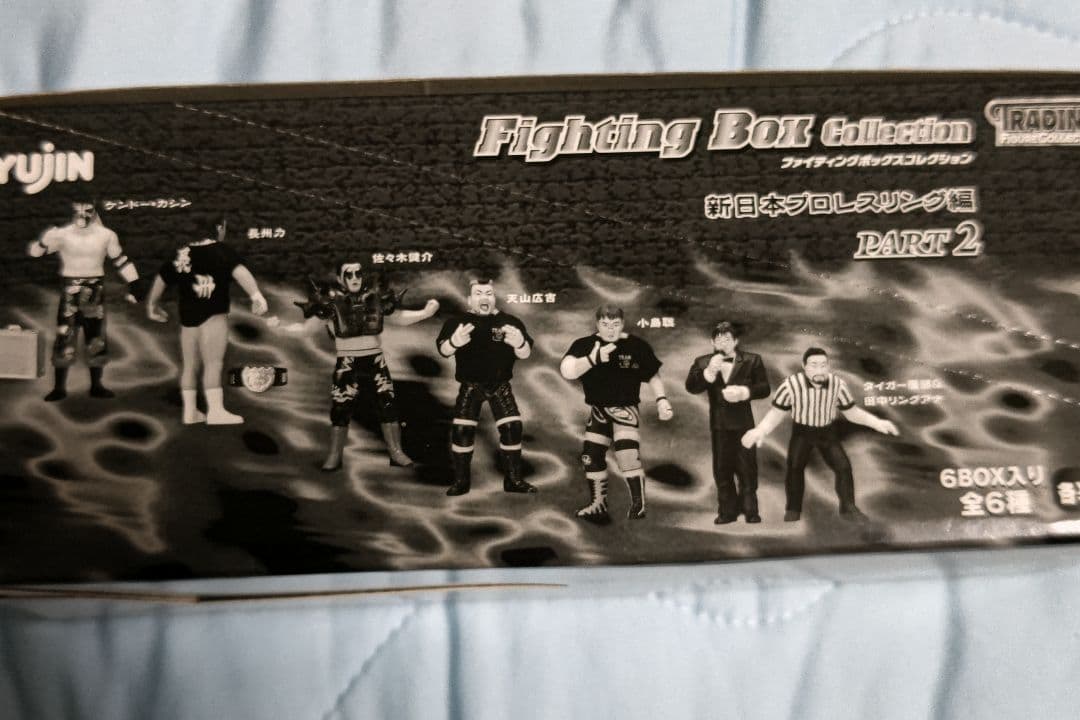 Fighting Box Collection
ファイティングボックスコレクション
TRADIN
YUJIN
新日本プロレスリング編
PART 2
ケンドー・カシン
長州力
佐々木健介
天山広吉
小島聡
タイガー服部&
田中リングアナ
6BOX入り
全6種